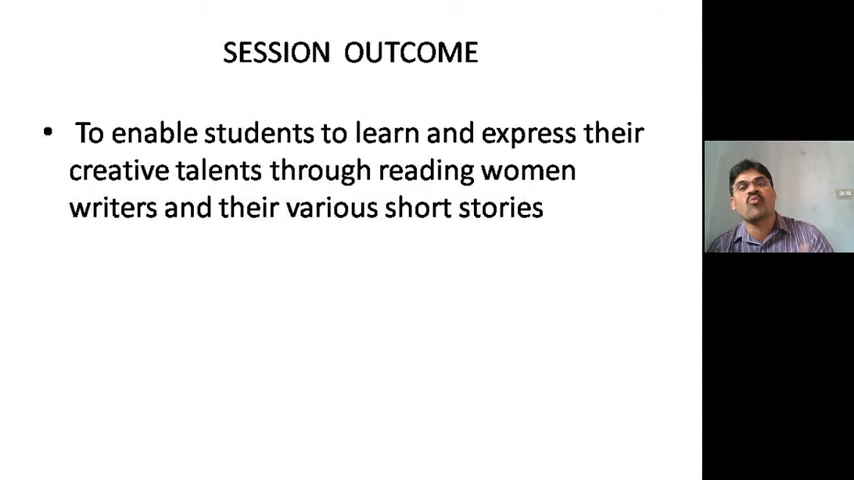 SESSION OUTCOME
• To enable students to learn and express their
creative talents through reading women
writers and their various short stories